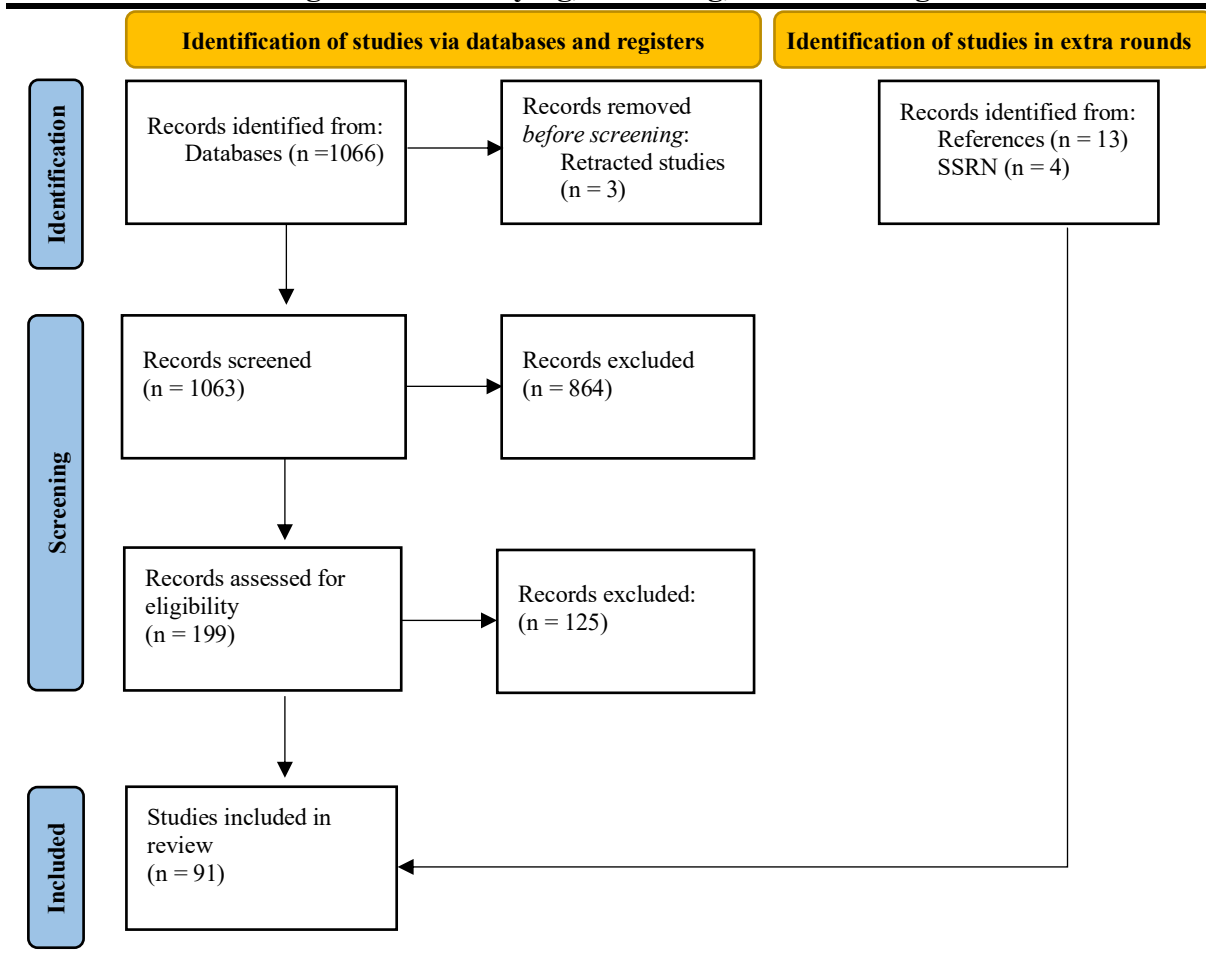 Identification of studies via databases and registers
Identification of studies in extra rounds
Identification
Records identified from:
Databases (n =1066)
Records removed
before screening:
Retracted studies
(n = 3)
Records identified from:
References (n = 13)
SSRN (n = 4)
Screening
Records screened
(n = 1063)
Records excluded
(n = 864)
Records assessed for
eligibility
(n = 199)
Records excluded:
(n = 125)
Included
Studies included in
review
(n = 91)